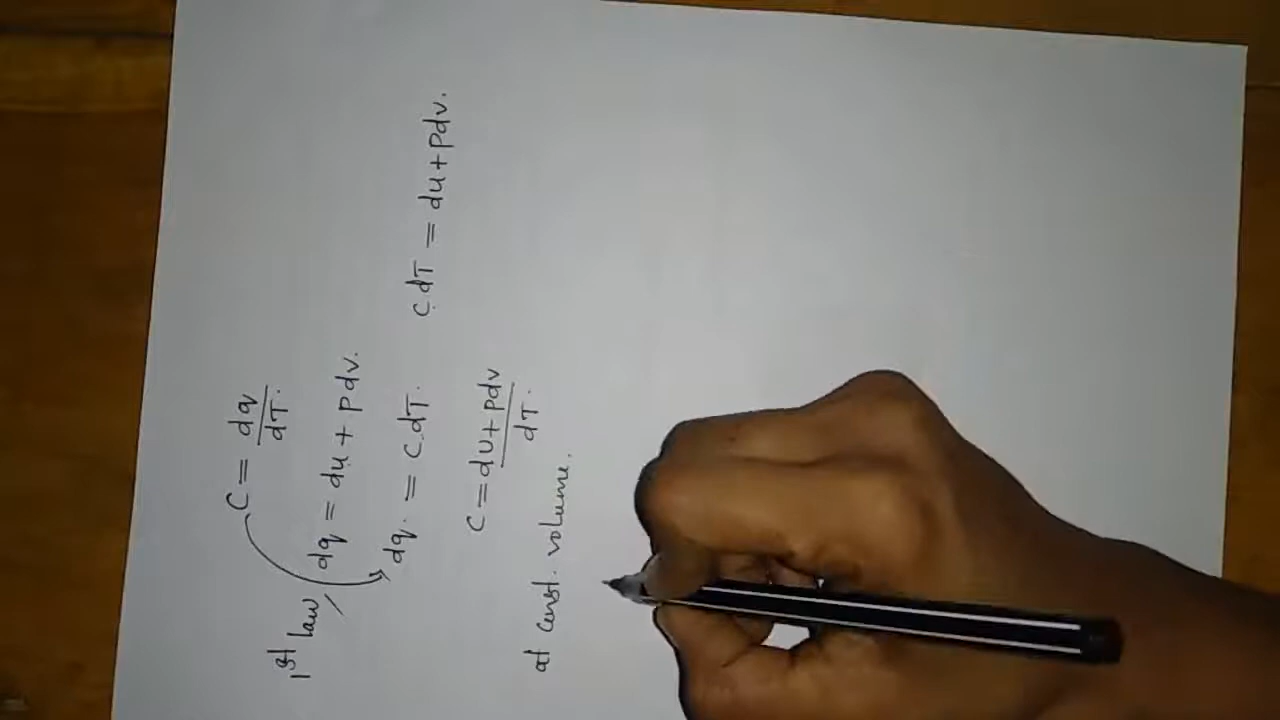 C = dq/dT.
1st law, dq = du + pdv.
dq. = C.dT. C.dT = du + pdv.
C = du + pdv/dT.
at const. volume.